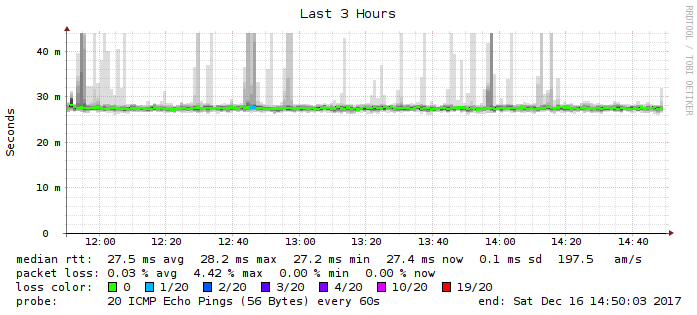 Last 3 Hours
RRDTOOL / TOBI OETIKER
Seconds
40 m
30 m
20 m
10 m
0
12:00 12:20 12:40 13:00 13:20 13:40 14:00 14:20 14:40
median rtt: 27.5 ms avg 28.2 ms max 27.2 ms min 27.4 ms now 0.1 ms sd 197.5 am/s
packet loss: 0.03 % avg 4.42 % max 0.00 % min 0.00 % now
loss color: 0 1/20 2/20 3/20 4/20 10/20 19/20
probe: 20 ICMP Echo Pings (56 Bytes) every 60s end: Sat Dec 16 14:50:03 2017